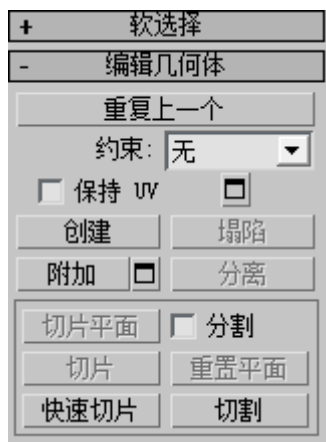 + 软选择
- 编辑几何体
重复上一个
约束: 无
保持 UV
创建 塌陷
附加 分离
切片平面 分割
切片 重置平面
快速切片 切割